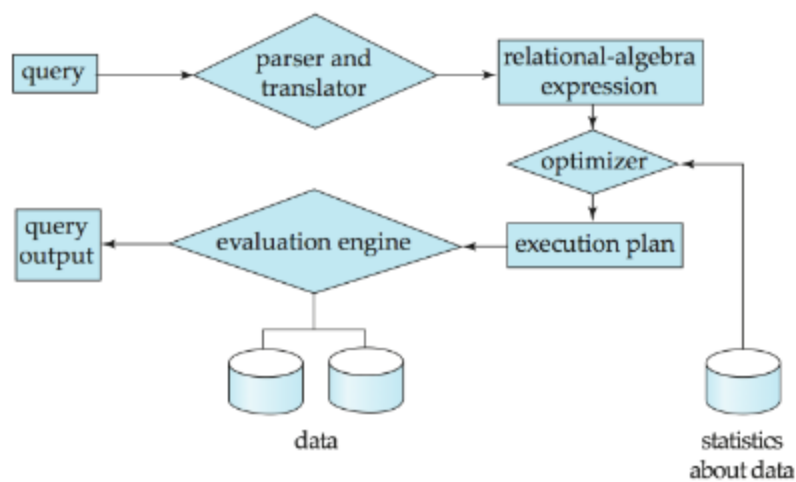 query
parser and
translator
relational-algebra
expression
optimizer
query
output
evaluation engine
execution plan
data
statistics
about data